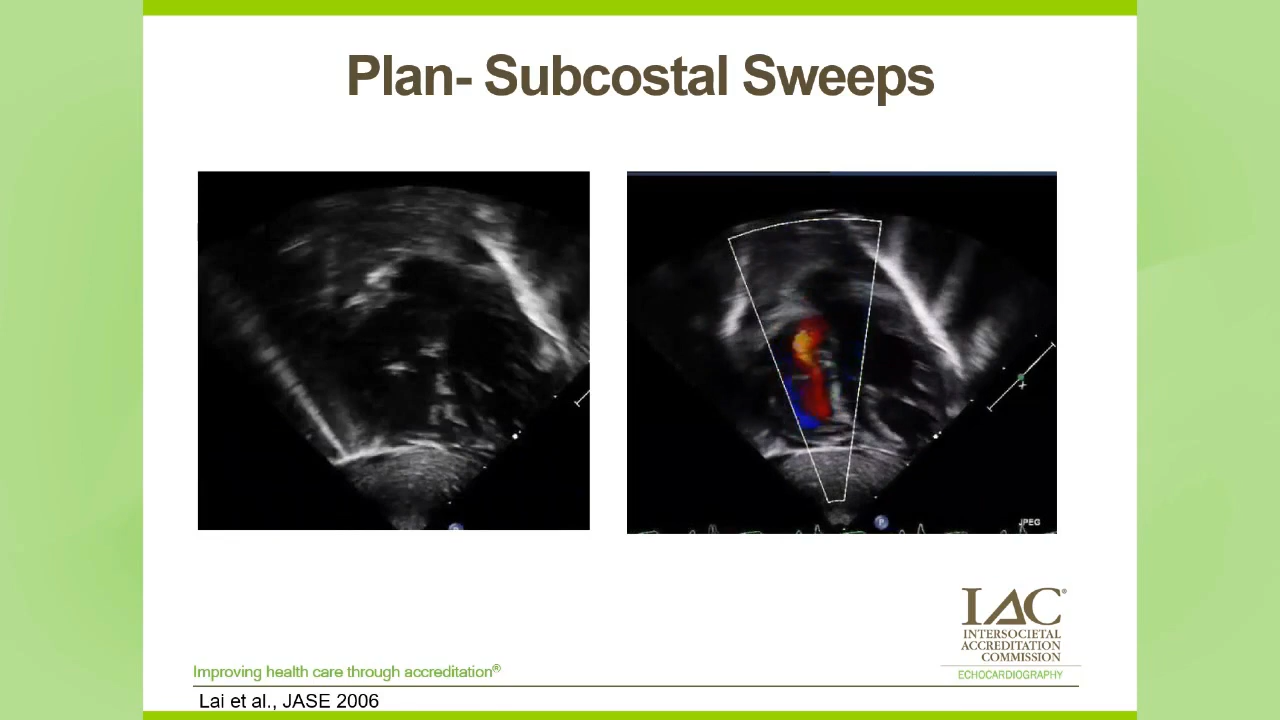 Plan- Subcostal Sweeps
P
P
JPEG
IAC®
INTERSOCIETAL
ACCREDITATION
COMMISSION
ECHOCARDIOGRAPHY
Improving health care through accreditation®
Lai et al., JASE 2006